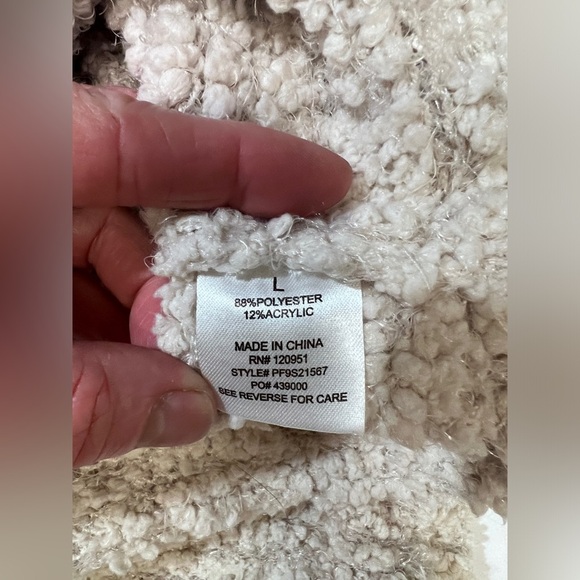 L
88%POLYESTER
12%ACRYLIC
MADE IN CHINA
RN# 120951
STYLE# PF9S21567
PO# 439000
SEE REVERSE FOR CARE